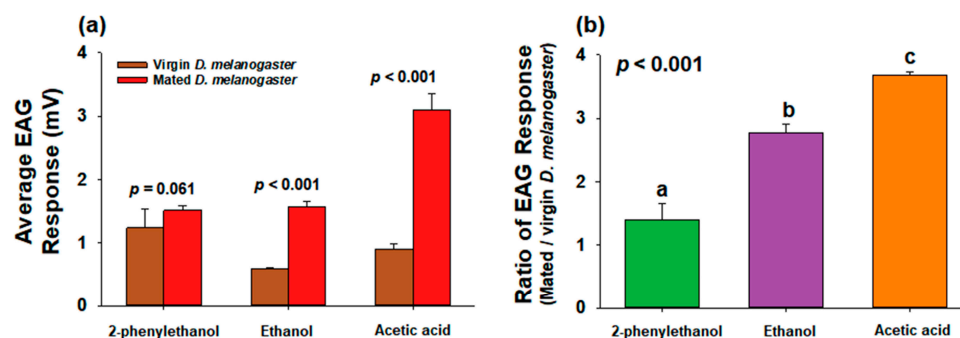 (a)
Average EAG
Response (mV)
4
3
2
1
0
Virgin D. melanogaster
Mated D. melanogaster
p = 0.061
p < 0.001
p < 0.001
2-phenylethanol
Ethanol
Acetic acid
(b)
Ratio of EAG Response
(Mated / virgin D. melanogaster)
4
3
2
1
0
p < 0.001
a
b
c
2-phenylethanol
Ethanol
Acetic acid